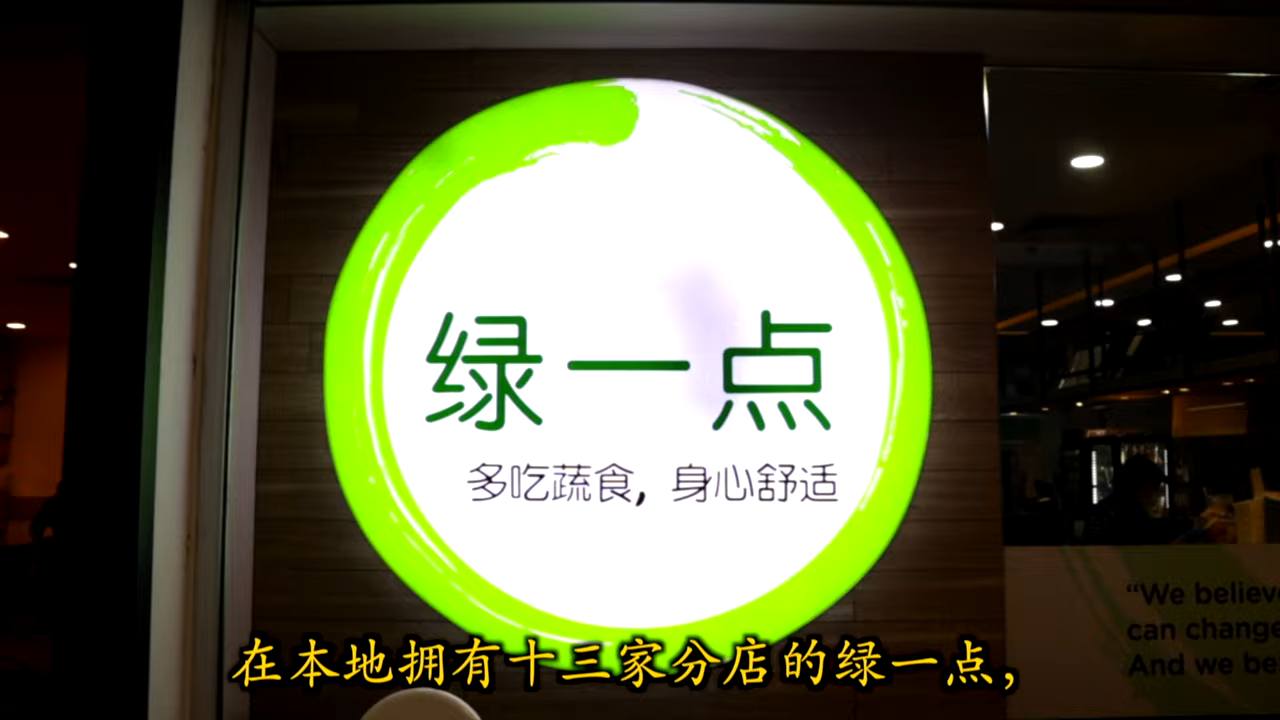 绿一点
多吃蔬食，身心舒适
“We believe
can change
And we be
在本地拥有十三家分店的绿一点，